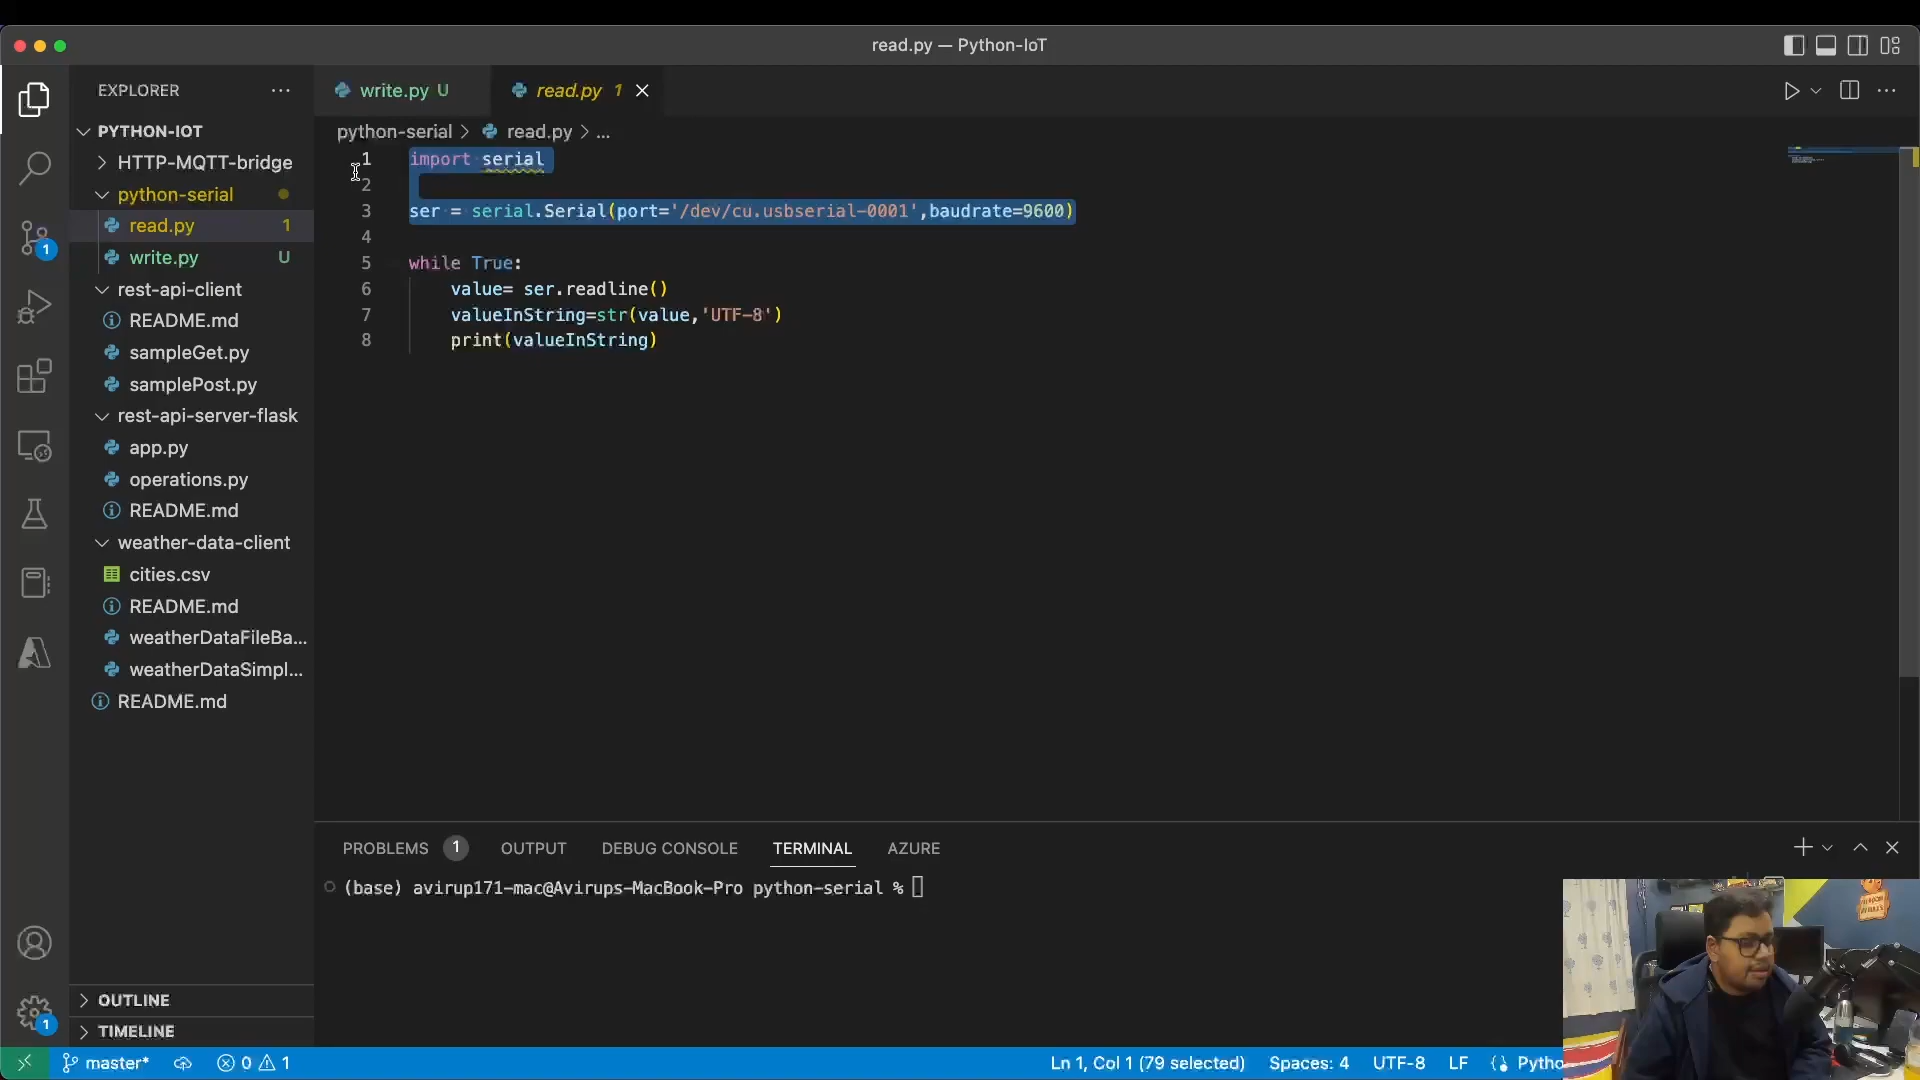 read.py — Python-IoT
EXPLORER
write.py U
read.py 1
PYTHON-IOT
HTTP-MQTT-bridge
python-serial
read.py 1
write.py U
rest-api-client
README.md
sampleGet.py
samplePost.py
rest-api-server-flask
app.py
operations.py
README.md
weather-data-client
cities.csv
README.md
weatherDataFileBa...
weatherDataSimpl...
README.md
OUTLINE
TIMELINE
1
1
python-serial > read.py > ...
1 import serial
2
3 ser = serial.Serial(port='/dev/cu.usbserial-0001',baudrate=9600)
4
5 while True:
6 value= ser.readline()
7 valueInString=str(value,'UTF-8')
8 print(valueInString)
PROBLEMS 1 OUTPUT DEBUG CONSOLE TERMINAL AZURE
(base) avirup171-mac@Avirups-MacBook-Pro python-serial %
master* 0 1 Ln 1, Col 1 (79 selected) Spaces: 4 UTF-8 LF